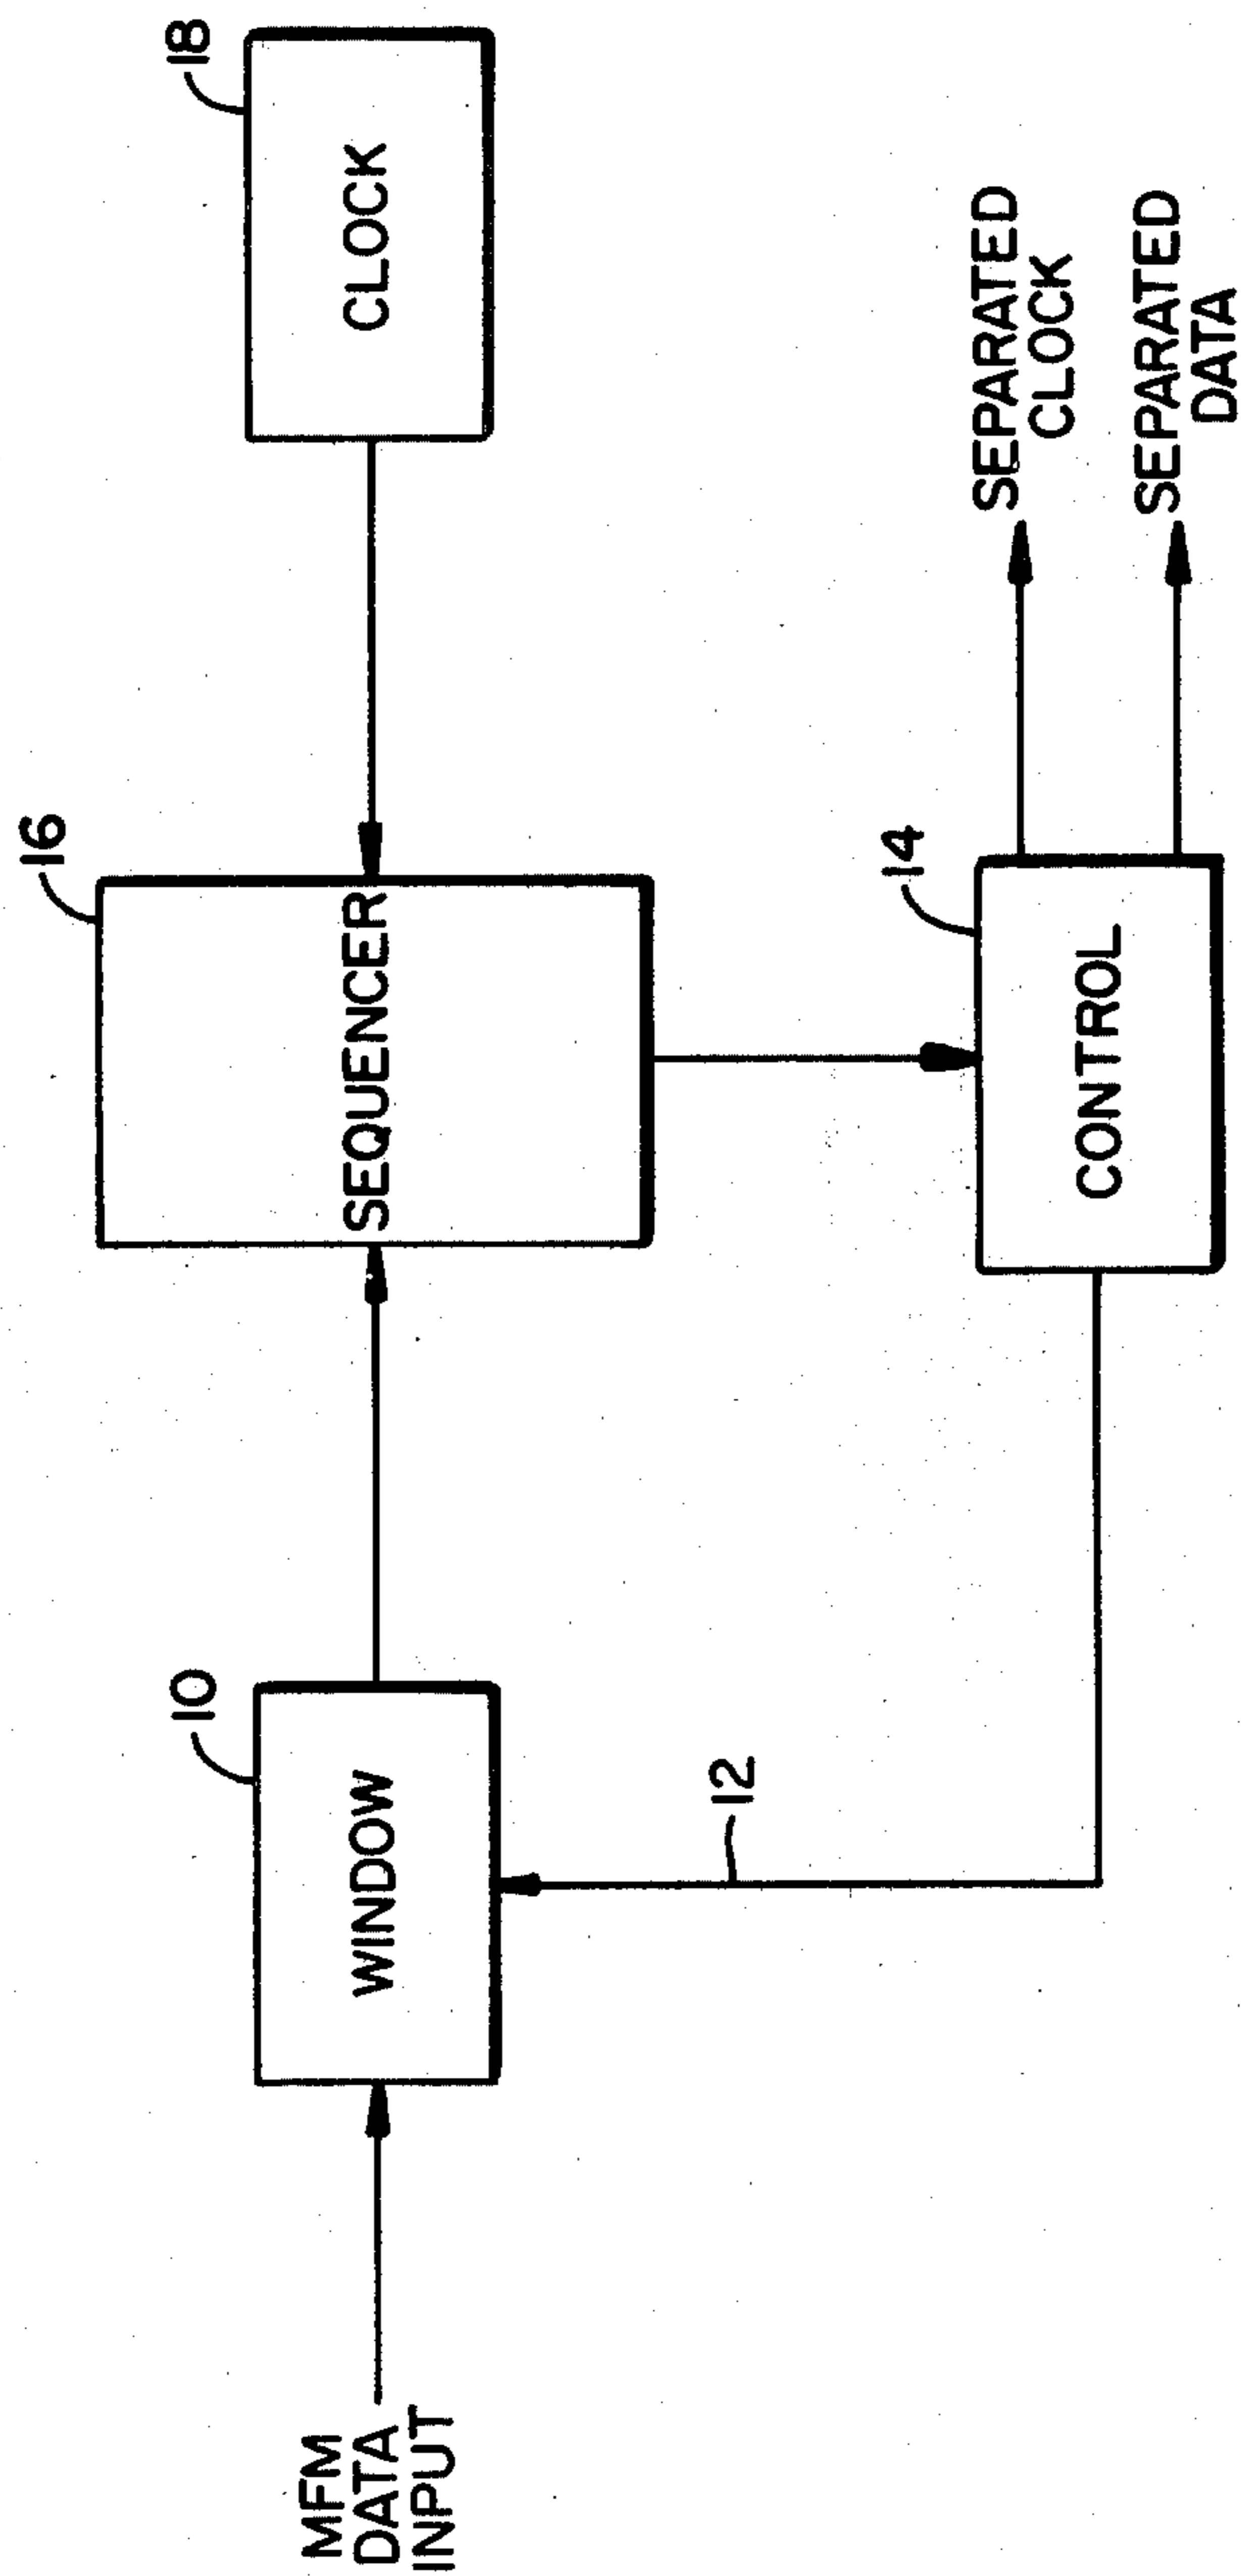 18
CLOCK
16
SEQUENCER
10
WINDOW
MFM
DATA
INPUT
12
14
CONTROL
SEPARATED
CLOCK
SEPARATED
DATA